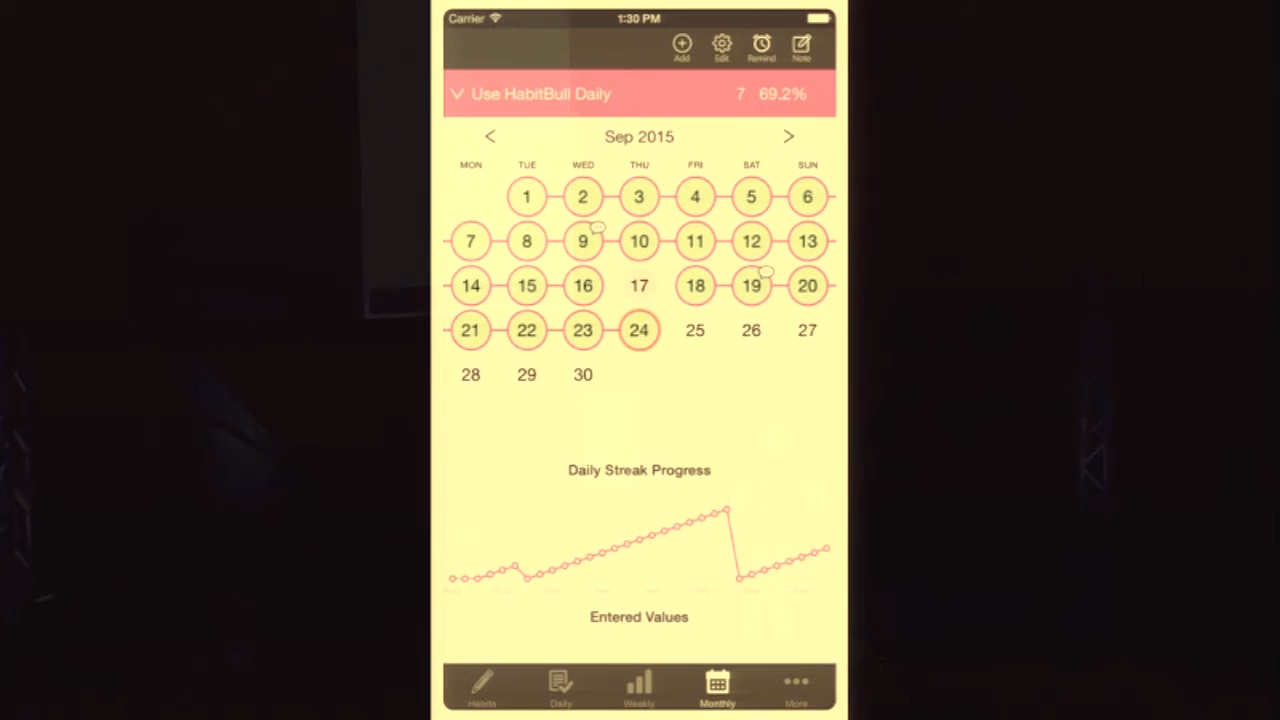 Carrier 1:30 PM
Add Edit Remind Note
Use HabitBull Daily 7 69.2%
< Sep 2015 >
MON TUE WED THU FRI SAT SUN
1 2 3 4 5 6
7 8 9 10 11 12 13
14 15 16 17 18 19 20
21 22 23 24 25 26 27
28 29 30
Daily Streak Progress
Entered Values
Habits Daily Weekly Monthly More